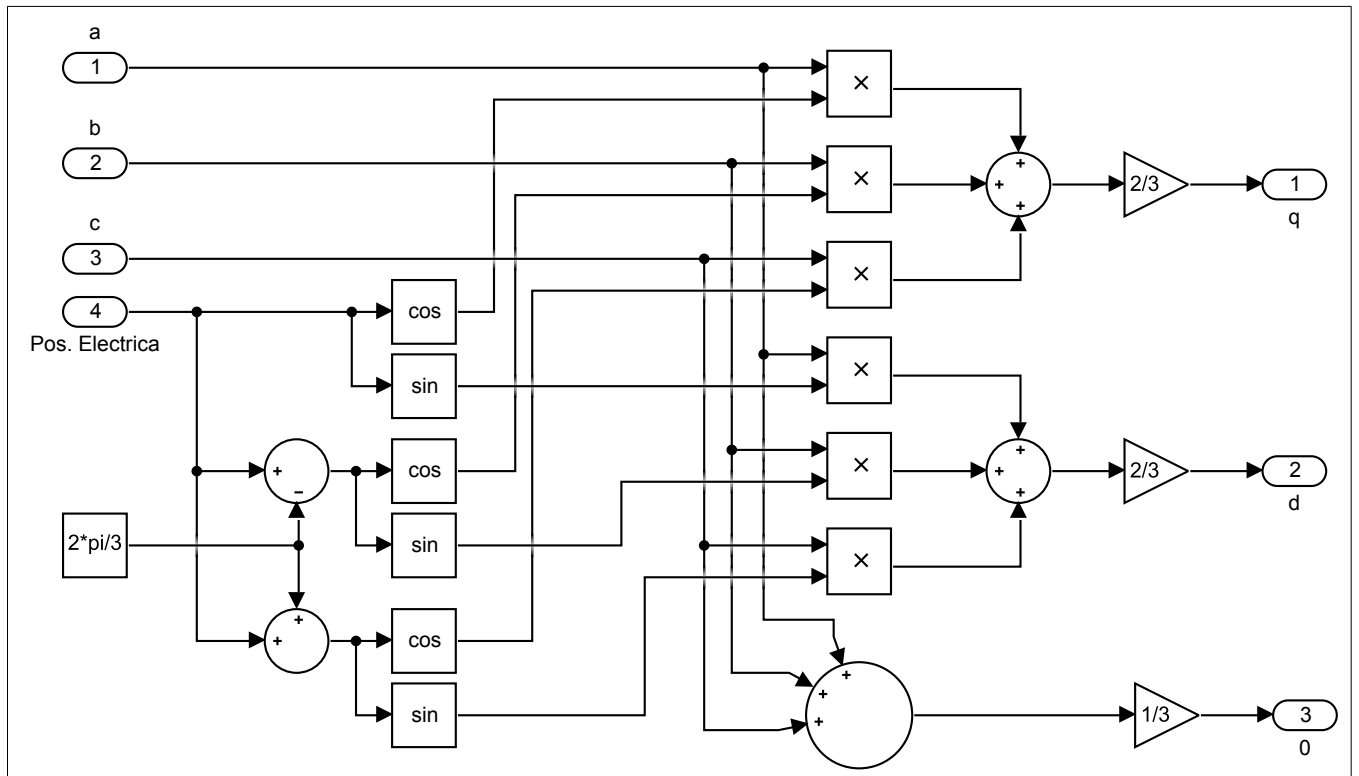 a
1
×
b
2
×
+
+
+
2/3
1
q
c
3
×
4
Pos. Electrica
cos
×
sin
+
−
cos
×
+
+
+
2/3
2
d
2*pi/3
sin
×
+
+
cos
sin
+
+
+
1/3
3
0